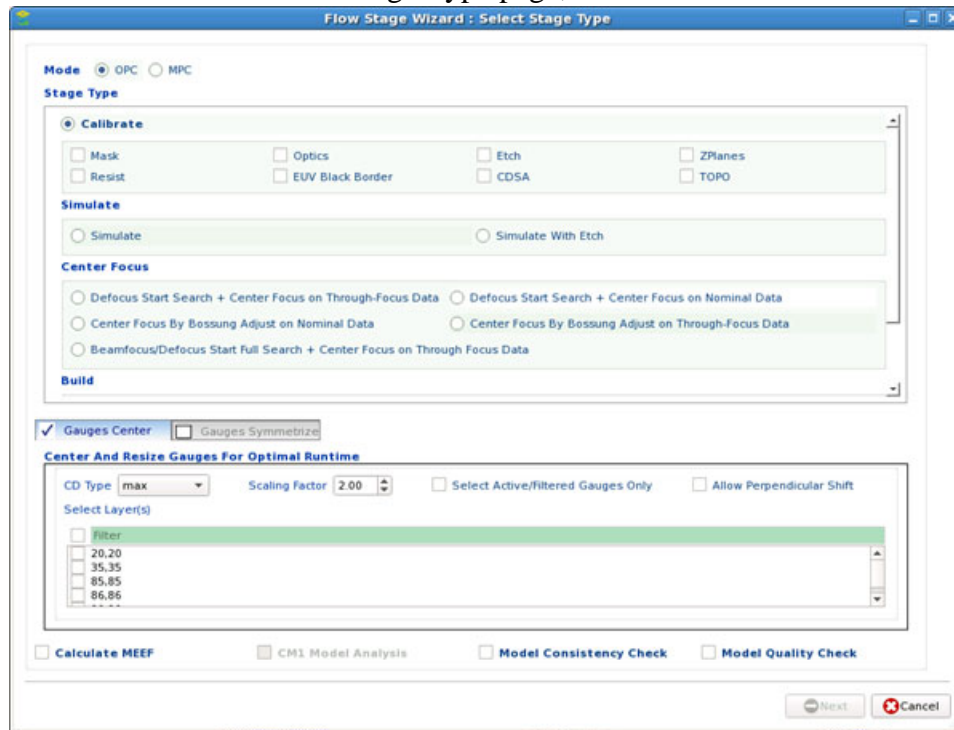 Flow Stage Wizard : Select Stage Type
Mode OPC MPC
Stage Type
Calibrate
Mask Optics Etch ZPlanes
Resist EUV Black Border CDSA TOPO
Simulate
Simulate Simulate With Etch
Center Focus
Defocus Start Search + Center Focus on Through-Focus Data Defocus Start Search + Center Focus on Nominal Data
Center Focus By Bossung Adjust on Nominal Data Center Focus By Bossung Adjust on Through-Focus Data
Beamfocus/Defocus Start Full Search + Center Focus on Through Focus Data
Build
Gauges Center Gauges Symmetrize
Center And Resize Gauges For Optimal Runtime
CD Type max Scaling Factor 2.00 Select Active/Filtered Gauges Only Allow Perpendicular Shift
Select Layer(s)
Filter
20,20
35,35
85,85
86,86
Calculate MEEF CM1 Model Analysis Model Consistency Check Model Quality Check
Next Cancel